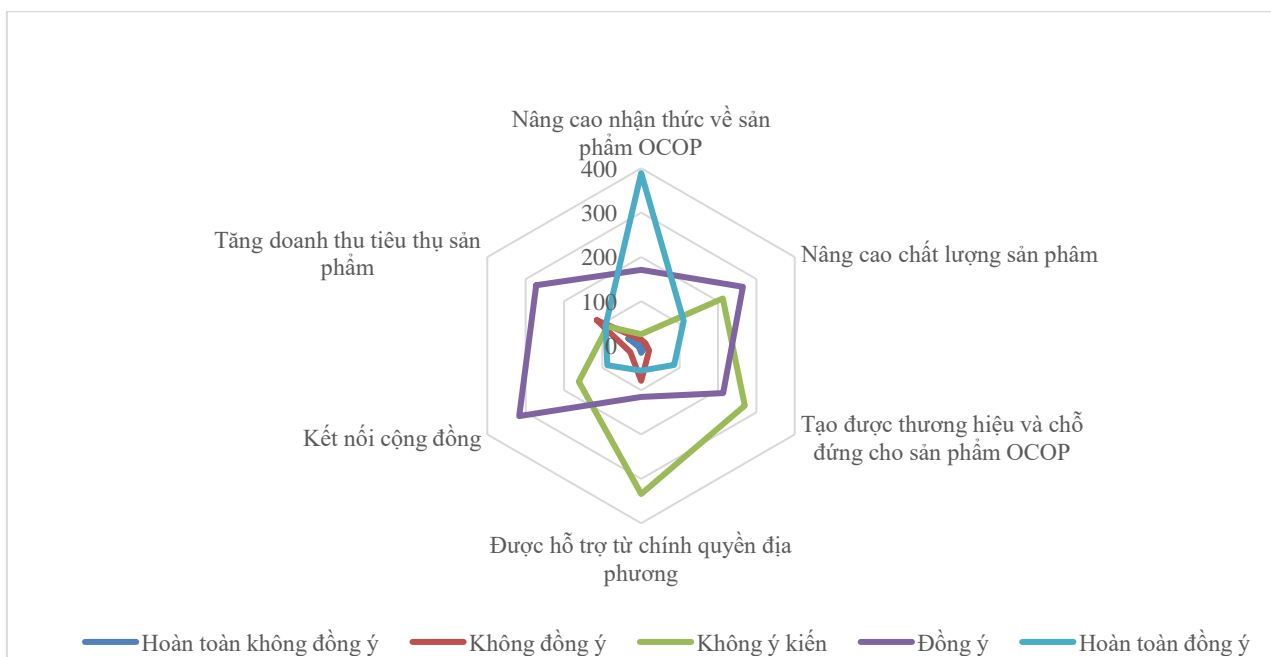 Nâng cao nhận thức về sản
phẩm OCOP
400
300
200
100
0
Nâng cao chất lượng sản phâm
Tạo được thương hiệu và chỗ
đứng cho sản phẩm OCOP
Được hỗ trợ từ chính quyền địa
phương
Kết nối cộng đồng
Tăng doanh thu tiêu thụ sản
phẩm
Hoàn toàn không đồng ý
Không đồng ý
Không ý kiến
Đồng ý
Hoàn toàn đồng ý